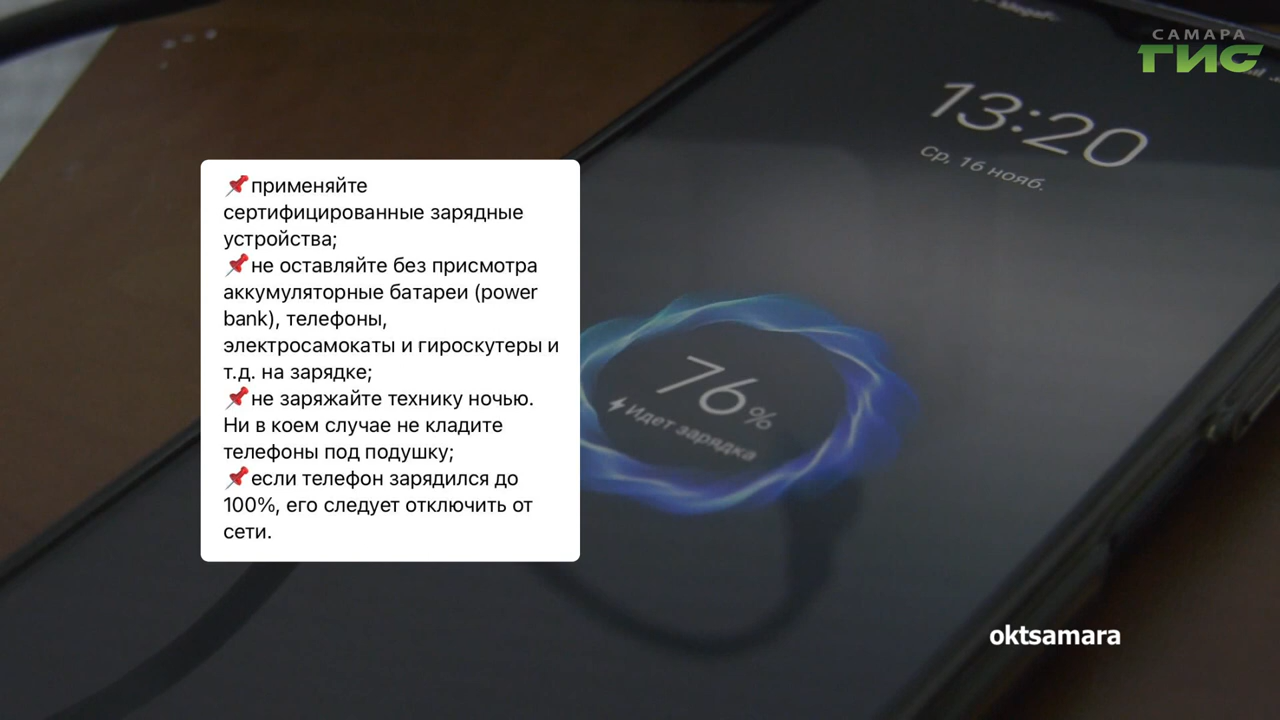 САМАРА
ГИС
13:20
Ср, 16 нояб.
📌применяйте
сертифицированные зарядные
устройства;
📌не оставляйте без присмотра
аккумуляторные батареи (power
bank), телефоны,
электросамокаты и гироскутеры и
т.д. на зарядке;
📌не заряжайте технику ночью.
Ни в коем случае не кладите
телефоны под подушку;
📌если телефон зарядился до
100%, его следует отключить от
сети.
76%
Идет зарядка
oktsamara